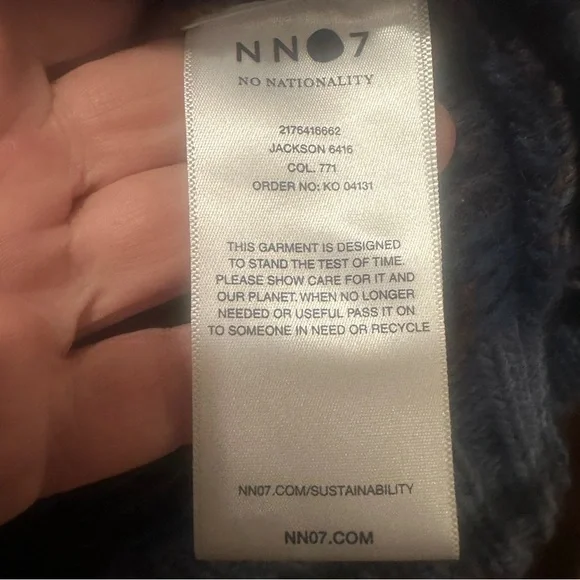 NN07
NO NATIONALITY
2176416662
JACKSON 6416
COL. 771
ORDER NO: KO 04131
THIS GARMENT IS DESIGNED
TO STAND THE TEST OF TIME.
PLEASE SHOW CARE FOR IT AND
OUR PLANET. WHEN NO LONGER
NEEDED OR USEFUL PASS IT ON
TO SOMEONE IN NEED OR RECYCLE
NN07.COM/SUSTAINABILITY
NN07.COM